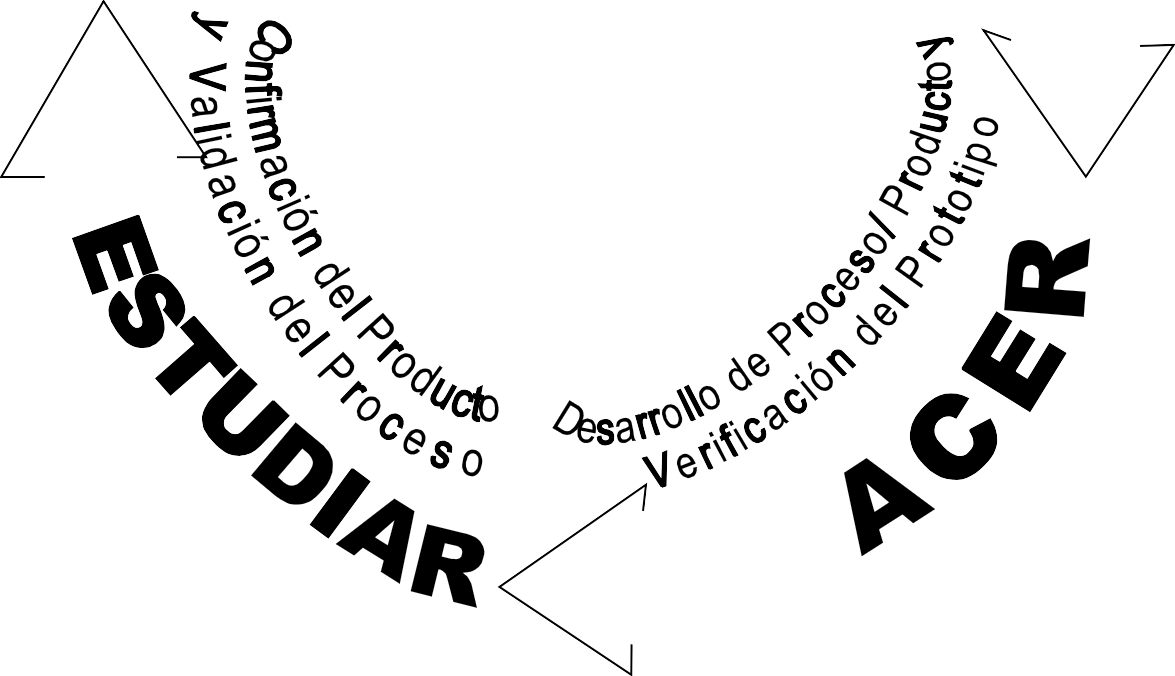 Confirmación del Producto
y Validación del Proceso
ESTUDIAR
Desarrollo de Proceso/ Producto y
Verificación del Prototipo
ACER